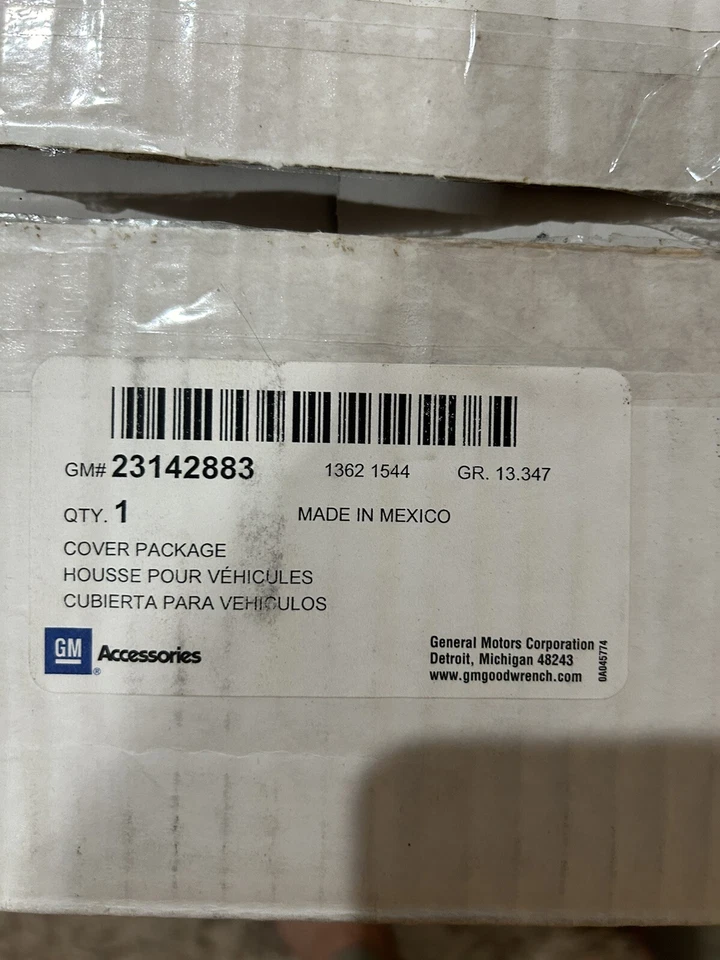 GM# 23142883 1362 1544 GR. 13.347
QTY. 1 MADE IN MEXICO
COVER PACKAGE
HOUSSE POUR VÉHICULES
CUBIERTA PARA VEHICULOS
GM® Accessories
General Motors Corporation
Detroit, Michigan 48243
www.gmgoodwrench.com
0A045774